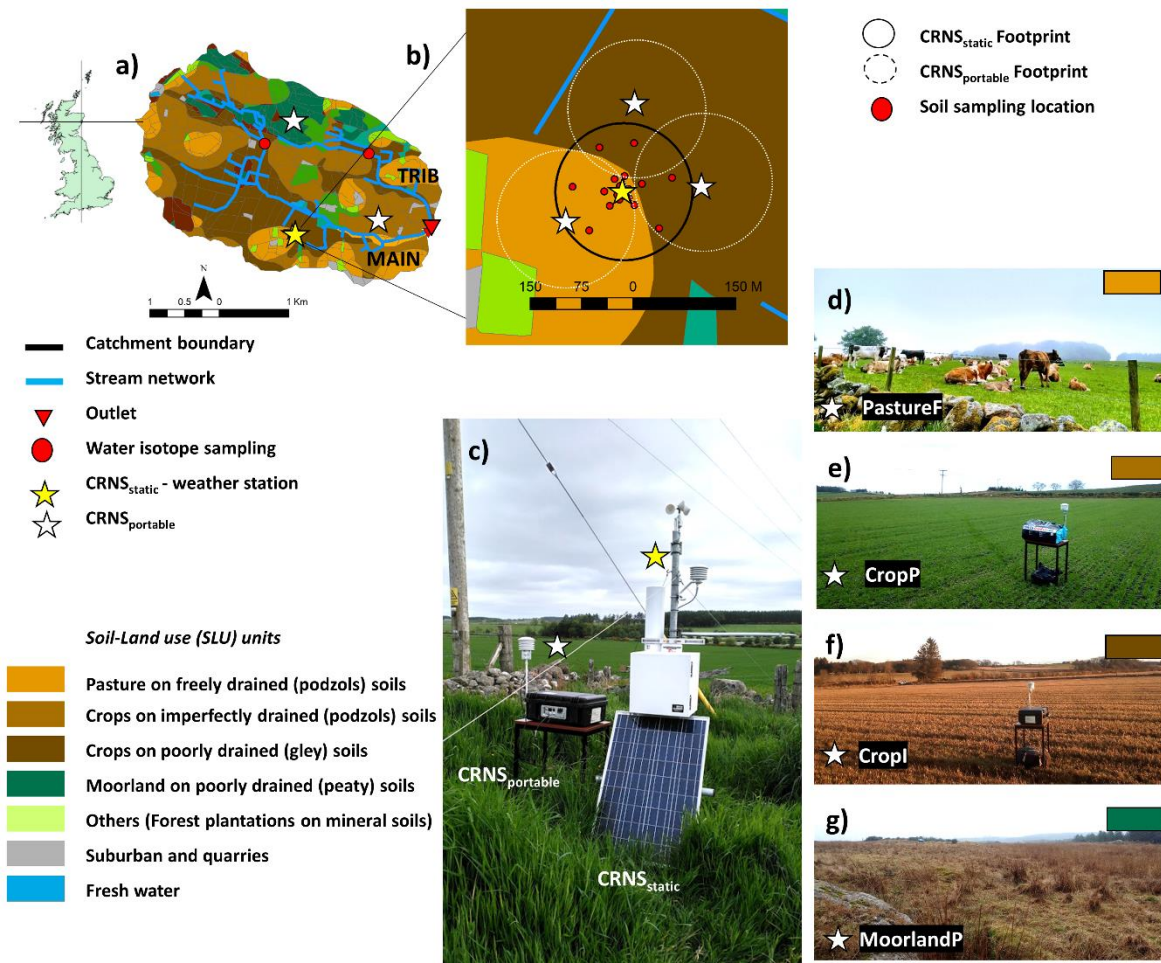 a)
TRIB
MAIN
N
1 0.5 0 1 Km
b)
150 75 0 150 M
CRNSstatic Footprint
CRNSportable Footprint
Soil sampling location
Catchment boundary
Stream network
Outlet
Water isotope sampling
CRNSstatic - weather station
CRNSportable
Soil-Land use (SLU) units
Pasture on freely drained (podzols) soils
Crops on imperfectly drained (podzols) soils
Crops on poorly drained (gley) soils
Moorland on poorly drained (peaty) soils
Others (Forest plantations on mineral soils)
Suburban and quarries
Fresh water
c)
CRNSportable
CRNSstatic
d)
PastureF
e)
CropP
f)
CropI
g)
MoorlandP